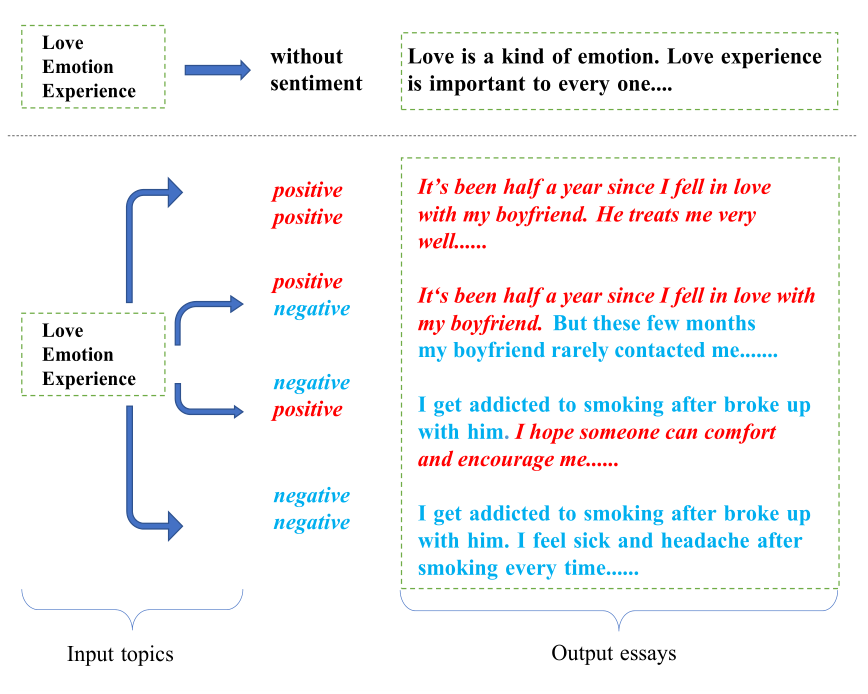 Love
Emotion
Experience
without
sentiment
Love is a kind of emotion. Love experience
is important to every one....
Love
Emotion
Experience
positive
positive
It’s been half a year since I fell in love
with my boyfriend. He treats me very
well......
positive
negative
It‘s been half a year since I fell in love with
my boyfriend. But these few months
my boyfriend rarely contacted me.......
negative
positive
I get addicted to smoking after broke up
with him. I hope someone can comfort
and encourage me......
negative
negative
I get addicted to smoking after broke up
with him. I feel sick and headache after
smoking every time......
Input topics
Output essays